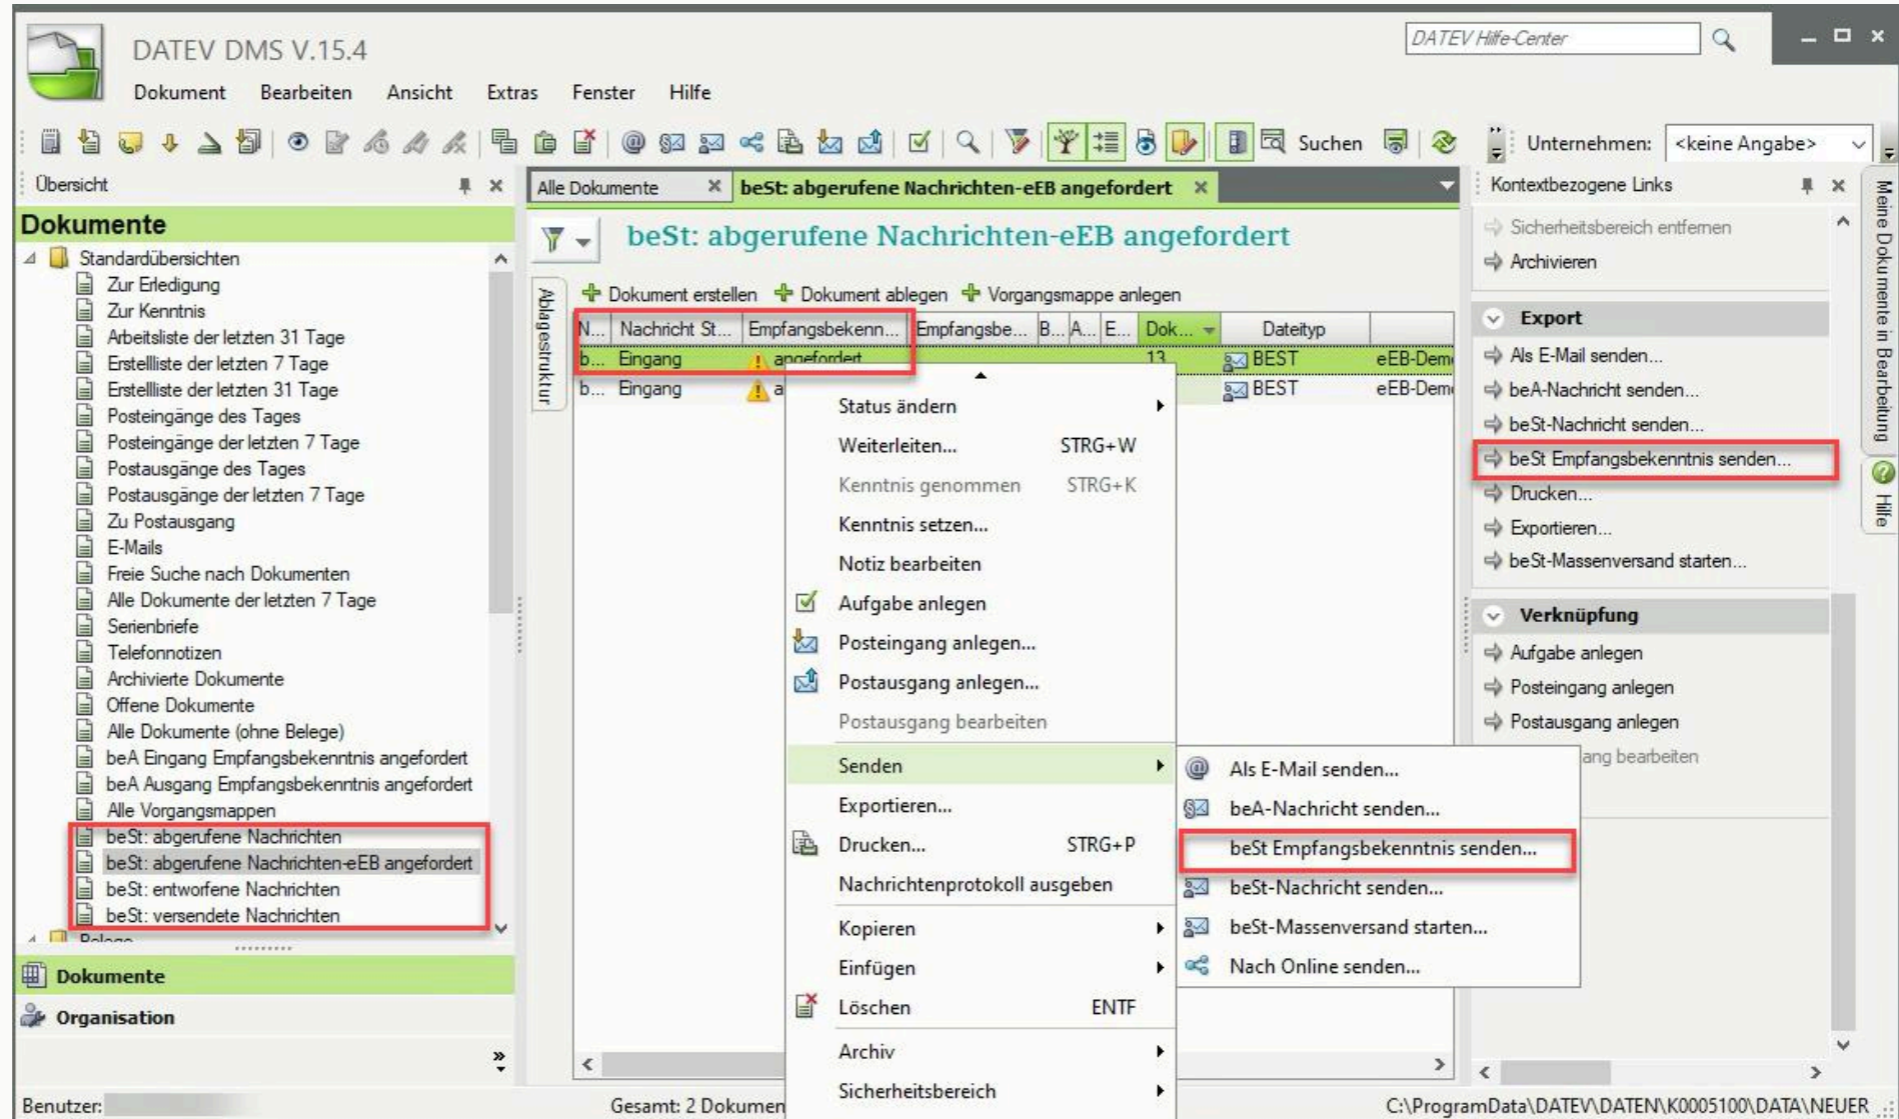 DATEV Hilfe-Center
DATEV DMS V.15.4
Dokument Bearbeiten Ansicht Extras Fenster Hilfe
Suchen Unternehmen: <keine Angabe>
Übersicht
Dokumente
Standardübersichten
Zur Erledigung
Zur Kenntnis
Arbeitsliste der letzten 31 Tage
Erstellliste der letzten 7 Tage
Erstellliste der letzten 31 Tage
Posteingänge des Tages
Posteingänge der letzten 7 Tage
Postausgänge des Tages
Postausgänge der letzten 7 Tage
Zu Postausgang
E-Mails
Freie Suche nach Dokumenten
Alle Dokumente der letzten 7 Tage
Serienbriefe
Telefonnotizen
Archivierte Dokumente
Offene Dokumente
Alle Dokumente (ohne Belege)
beA Eingang Empfangsbekenntnis angefordert
beA Ausgang Empfangsbekenntnis angefordert
Alle Vorgangsmappen
beSt: abgerufene Nachrichten
beSt: abgerufene Nachrichten-eEB angefordert
beSt: entworfene Nachrichten
beSt: versendete Nachrichten
Belege
Dokumente
Organisation
Alle Dokumente beSt: abgerufene Nachrichten-eEB angefordert
beSt: abgerufene Nachrichten-eEB angefordert
Ablagestruktur
Dokument erstellen Dokument ablegen Vorgangsmappe anlegen
N... Nachricht St... Empfangsbekenn... Empfangsbe... B... A... E... Dok... Dateityp
b... Eingang angefordert 13 BEST eEB-Dem
b... Eingang a BEST eEB-Dem
Status ändern
Weiterleiten... STRG+W
Kenntnis genommen STRG+K
Kenntnis setzen...
Notiz bearbeiten
Aufgabe anlegen
Posteingang anlegen...
Postausgang anlegen...
Postausgang bearbeiten
Senden
Exportieren...
Drucken... STRG+P
Nachrichtenprotokoll ausgeben
Kopieren
Einfügen
Löschen ENTF
Archiv
Sicherheitsbereich
Als E-Mail senden...
beA-Nachricht senden...
beSt Empfangsbekenntnis senden...
beSt-Nachricht senden...
beSt-Massenversand starten...
Nach Online senden...
Kontextbezogene Links
Sicherheitsbereich entfernen
Archivieren
Export
Als E-Mail senden...
beA-Nachricht senden...
beSt-Nachricht senden...
beSt Empfangsbekenntnis senden...
Drucken...
Exportieren...
beSt-Massenversand starten...
Verknüpfung
Aufgabe anlegen
Posteingang anlegen
Postausgang anlegen
ang bearbeiten
Meine Dokumente in Bearbeitung
Hilfe
Benutzer: Gesamt: 2 Dokumen C:\ProgramData\DATEV\DATEN\K0005100\DATA\NEUER